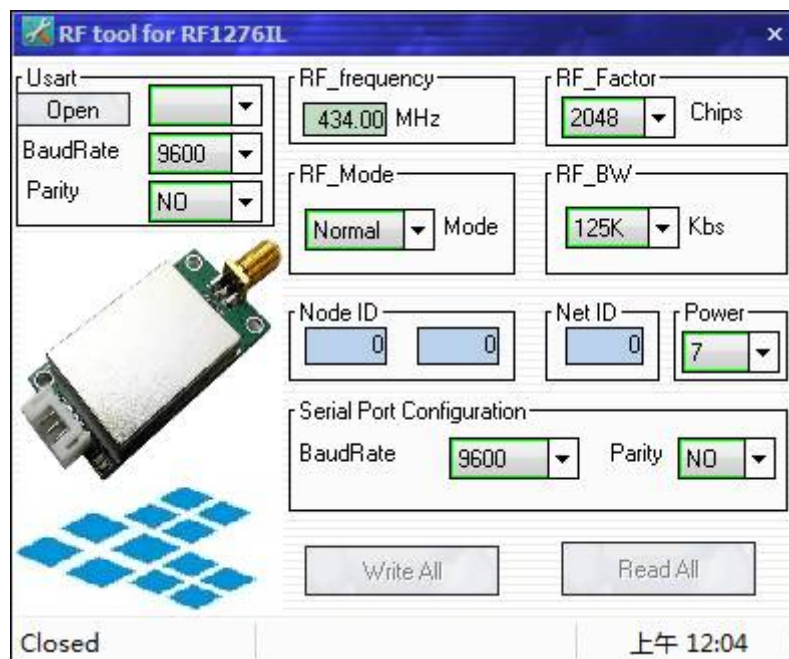 RF tool for RF1276IL
Usart
Open
BaudRate 9600
Parity NO
RF_frequency
434.00 MHz
RF_Factor
2048 Chips
RF_Mode
Normal Mode
RF_BW
125K Kbs
Node ID
0 0
Net ID
0
Power
7
Serial Port Configuration
BaudRate 9600 Parity NO
Write All Read All
Closed 上午 12:04